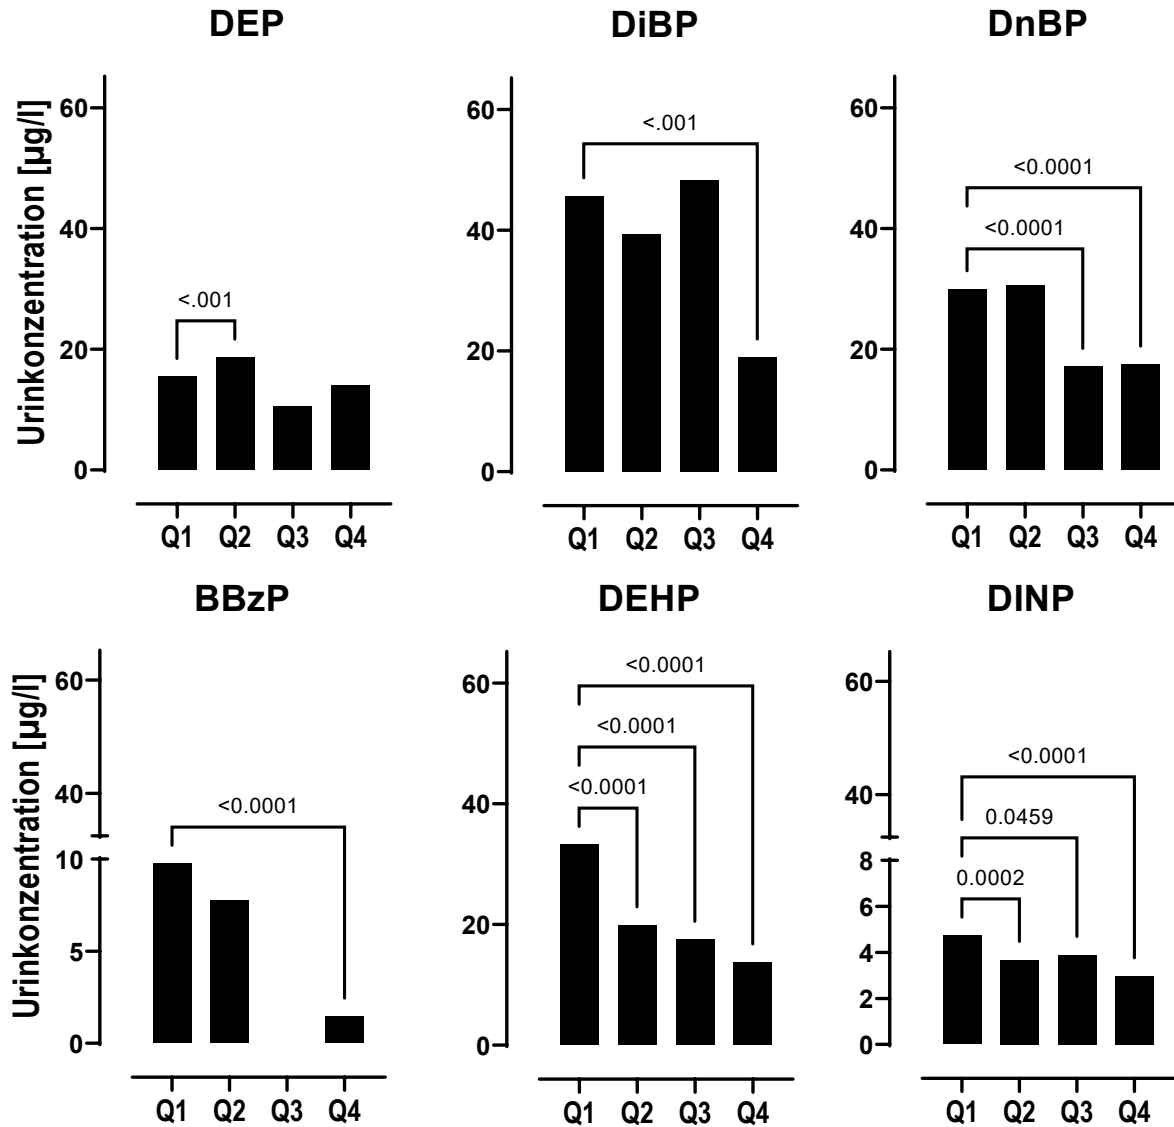 DEP
DiBP
DnBP
Urinkonzentration [µg/l]
60
40
20
0
<.001
Q1 Q2 Q3 Q4
60
40
20
0
<.001
Q1 Q2 Q3 Q4
60
40
20
0
<0.0001
<0.0001
Q1 Q2 Q3 Q4
BBzP
DEHP
DINP
Urinkonzentration [µg/l]
60
40
10
5
0
<0.0001
Q1 Q2 Q3 Q4
60
40
20
0
<0.0001
<0.0001
<0.0001
Q1 Q2 Q3 Q4
60
40
8
6
4
2
0
<0.0001
0.0459
0.0002
Q1 Q2 Q3 Q4